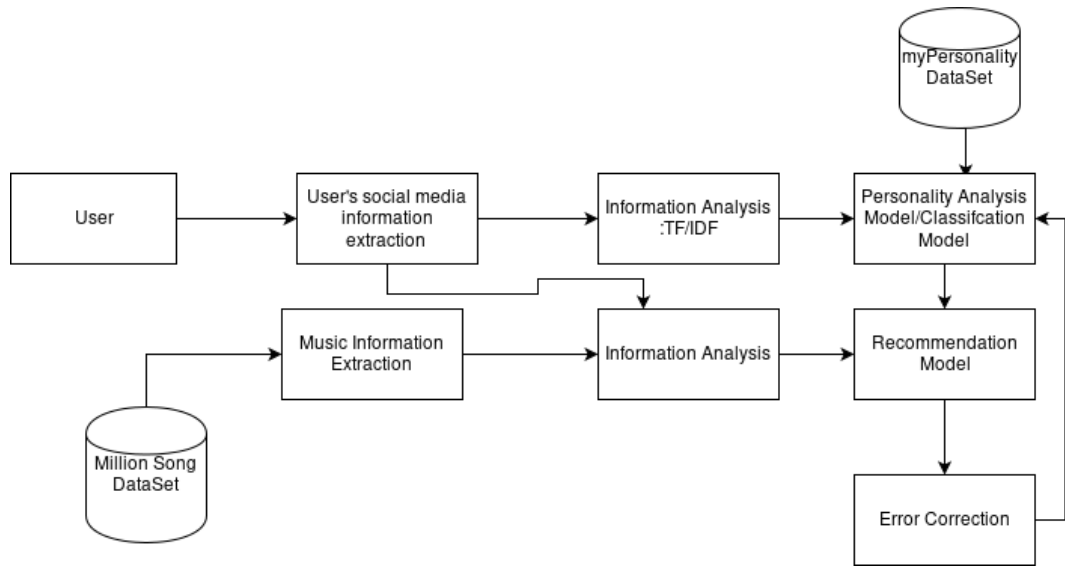 myPersonality
DataSet
User
User's social media
information
extraction
Information Analysis
:TF/IDF
Personality Analysis
Model/Classifcation
Model
Music Information
Extraction
Information Analysis
Recommendation
Model
Million Song
DataSet
Error Correction